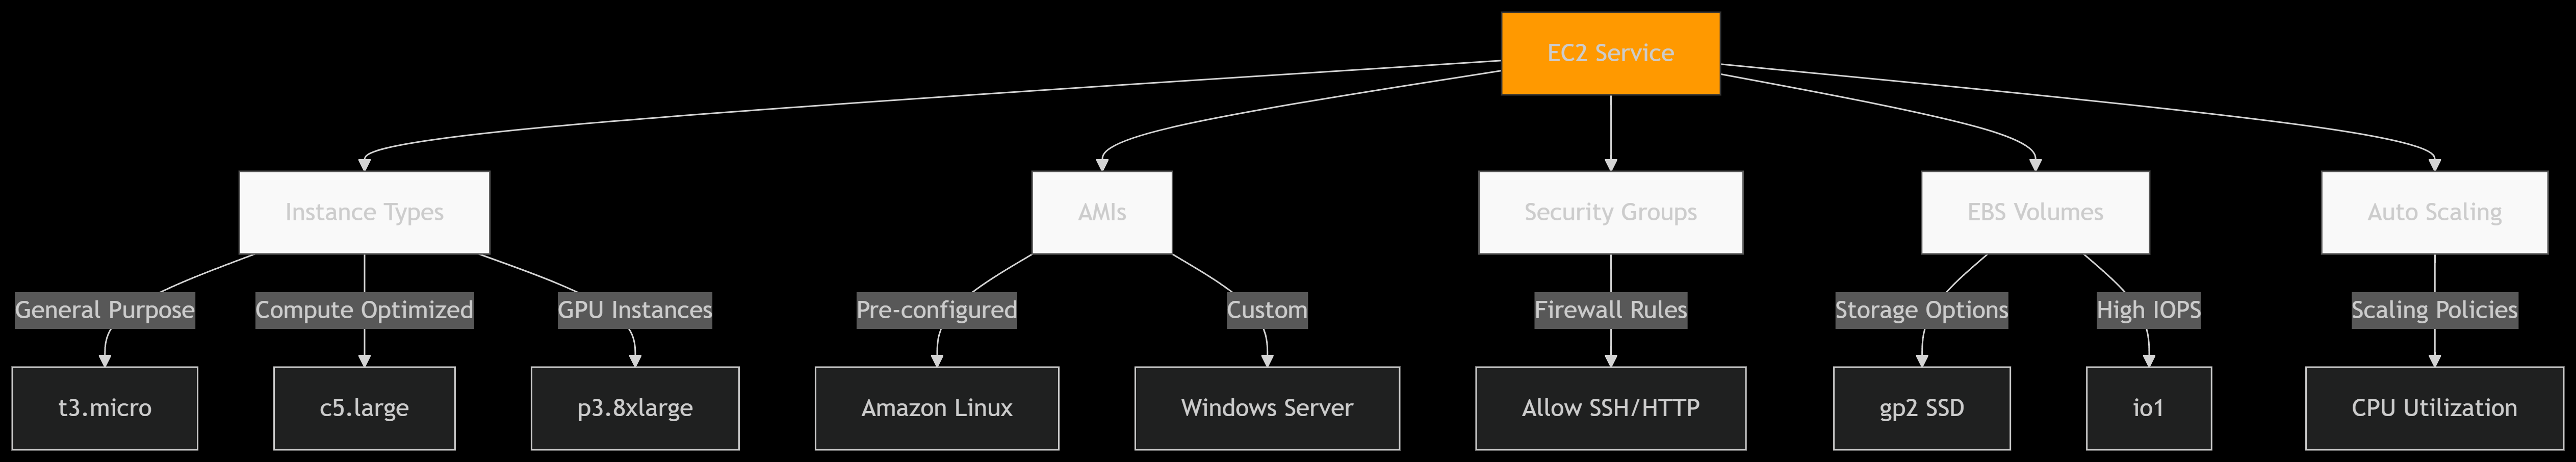 EC2 Service
Instance Types
AMIs
Security Groups
EBS Volumes
Auto Scaling
General Purpose
Compute Optimized
GPU Instances
Pre-configured
Custom
Firewall Rules
Storage Options
High IOPS
Scaling Policies
t3.micro
c5.large
p3.8xlarge
Amazon Linux
Windows Server
Allow SSH/HTTP
gp2 SSD
io1
CPU Utilization